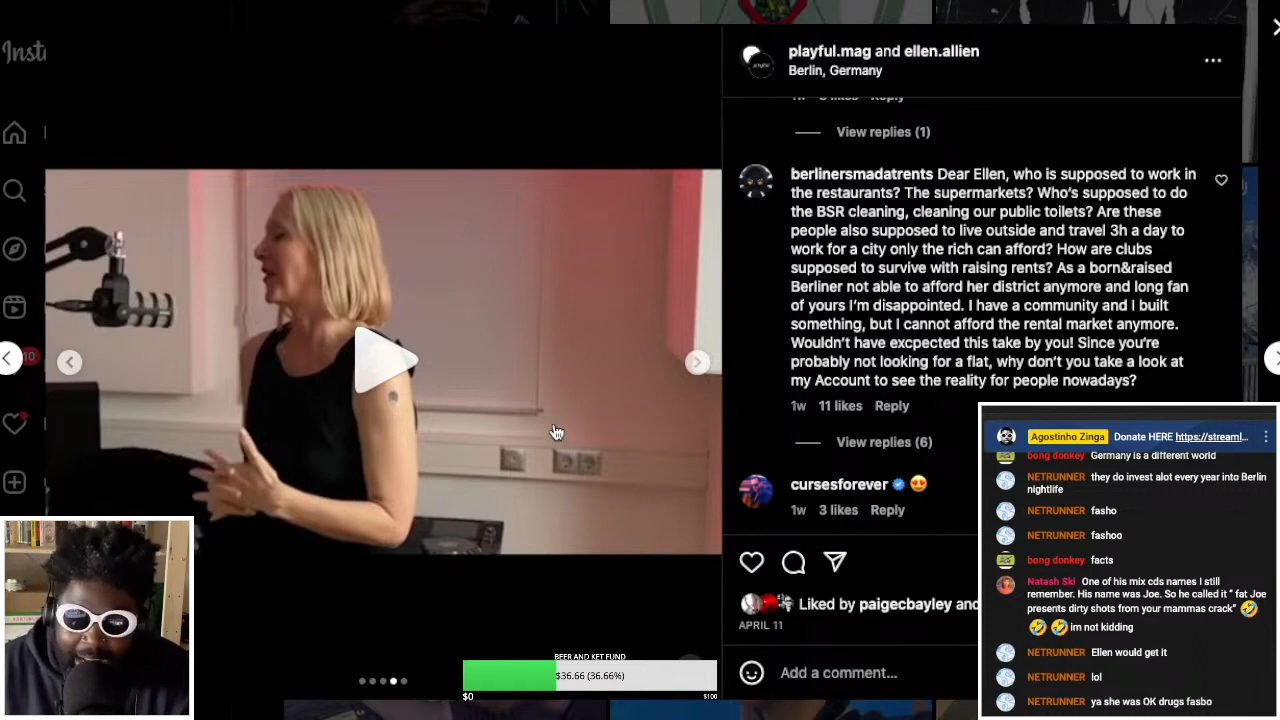 Inst
playful.mag and ellen.allien
Berlin, Germany
View replies (1)
berlinersmadatrents Dear Ellen, who is supposed to work in
the restaurants? The supermarkets? Who's supposed to do
the BSR cleaning, cleaning our public toilets? Are these
people also supposed to live outside and travel 3h a day to
work for a city only the rich can afford? How are clubs
supposed to survive with raising rents? As a born&raised
Berliner not able to afford her district anymore and long fan
of yours I'm disappointed. I have a community and I built
something, but I cannot afford the rental market anymore.
Wouldn't have excpected this take by you! Since you're
probably not looking for a flat, why don't you take a look at
my Account to see the reality for people nowadays?
1w 11 likes Reply
View replies (6)
cursesforever 😍
1w 3 likes Reply
Liked by paigecbayley and
APRIL 11
Add a comment...
10
BEER AND KET FUND
$36.66 (36.66%)
$0
$100
Agostinho Zinga Donate HERE https://streaml...
bong donkey Germany is a different world
NETRUNNER they do invest alot every year into Berlin
nightlife
NETRUNNER fasho
NETRUNNER fashoo
bong donkey facts
Natash Ski One of his mix cds names I still
remember. His name was Joe. So he called it " fat Joe
presents dirty shots from your mammas crack" 🤣
🤣 🤣 im not kidding
NETRUNNER Ellen would get it
NETRUNNER lol
NETRUNNER ya she was OK drugs fasbo